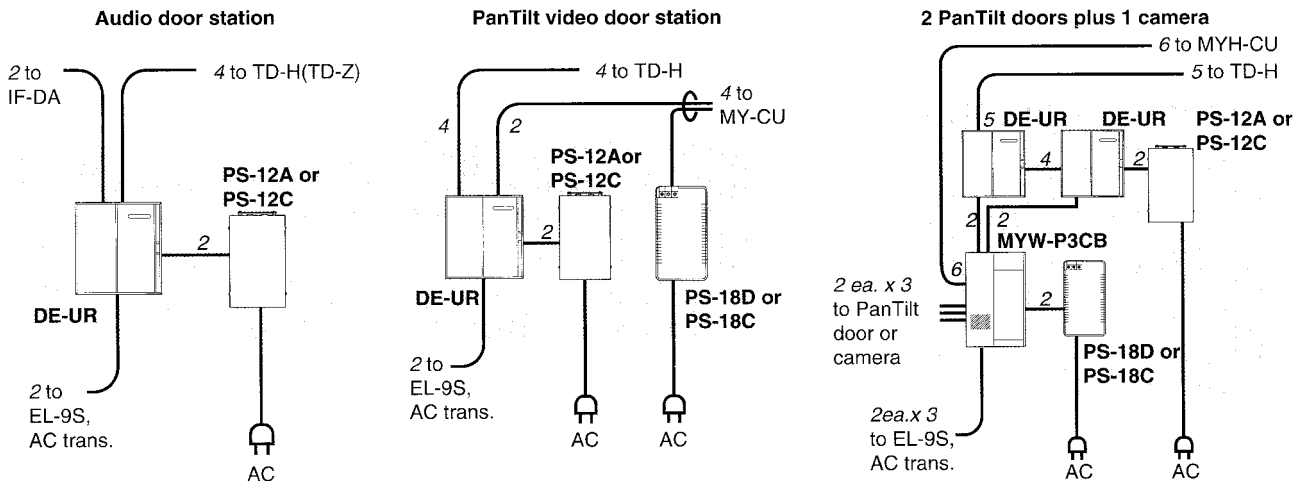 Audio door station
2 to
IF-DA
4 to TD-H(TD-Z)
PS-12A or
PS-12C
2
DE-UR
2 to
EL-9S,
AC trans.
AC
PanTilt video door station
4 to TD-H
4 to
MY-CU
4
2
PS-12Aor
PS-12C
2
DE-UR
PS-18D or
PS-18C
2 to
EL-9S,
AC trans.
AC
AC
2 PanTilt doors plus 1 camera
6 to MYH-CU
5 to TD-H
5
DE-UR
DE-UR
PS-12A or
PS-12C
4
2
2
2
MYW-P3CB
6
2 ea. x 3
to PanTilt
door or
camera
2
PS-18D or
PS-18C
2ea.x 3
to EL-9S,
AC trans.
AC
AC